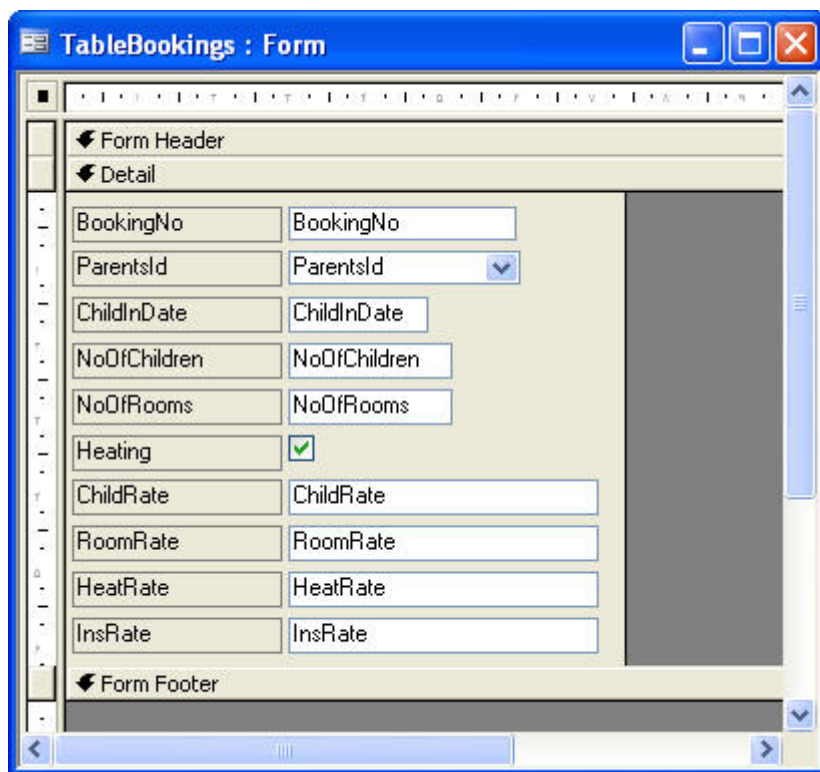 TableBookings : Form
Form Header
Detail
BookingNo BookingNo
ParentsId ParentsId
ChildInDate ChildInDate
NoOfChildren NoOfChildren
NoOfRooms NoOfRooms
Heating
ChildRate ChildRate
RoomRate RoomRate
HeatRate HeatRate
InsRate InsRate
Form Footer